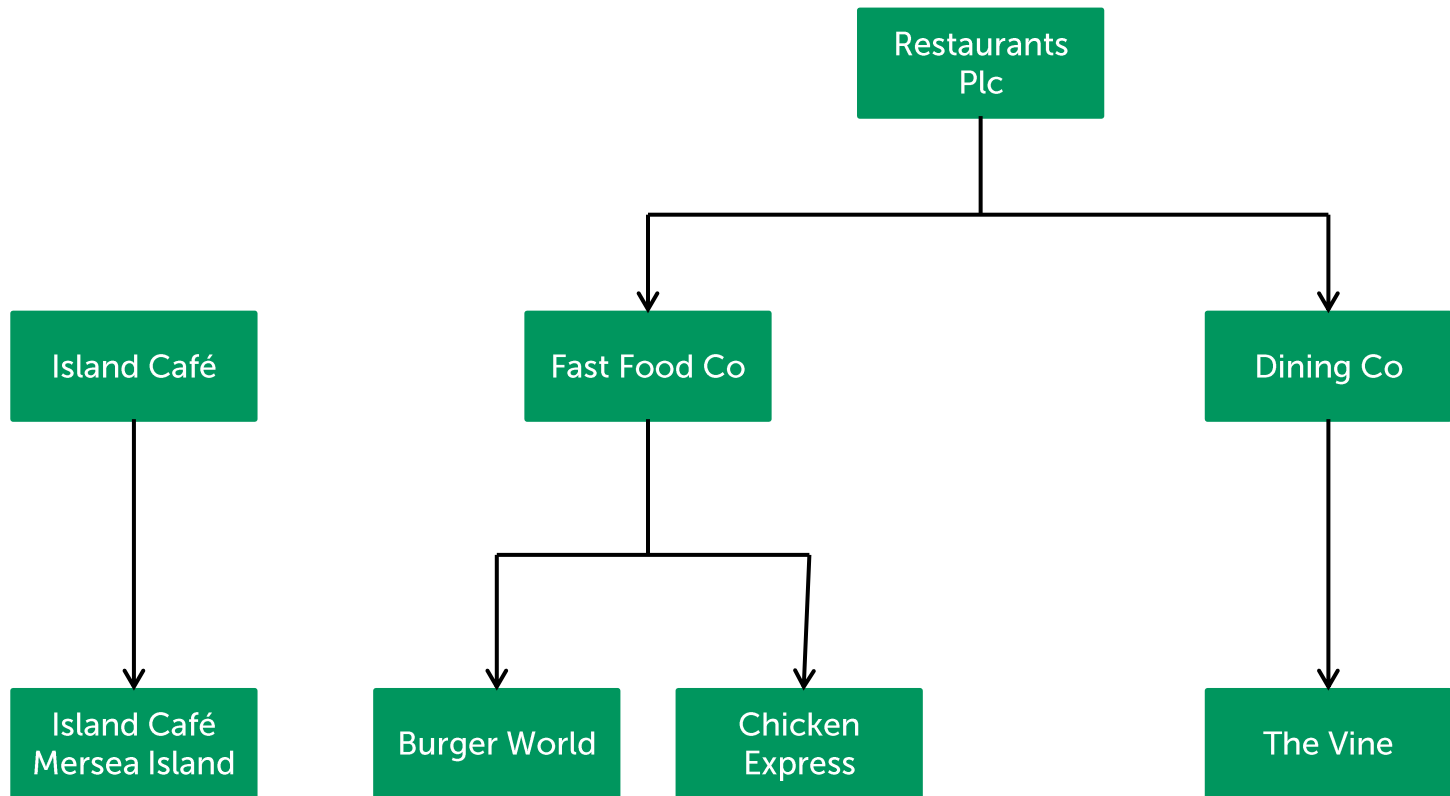 Restaurants
Plc
Island Café
Fast Food Co
Dining Co
Island Café
Mersea Island
Burger World
Chicken
Express
The Vine